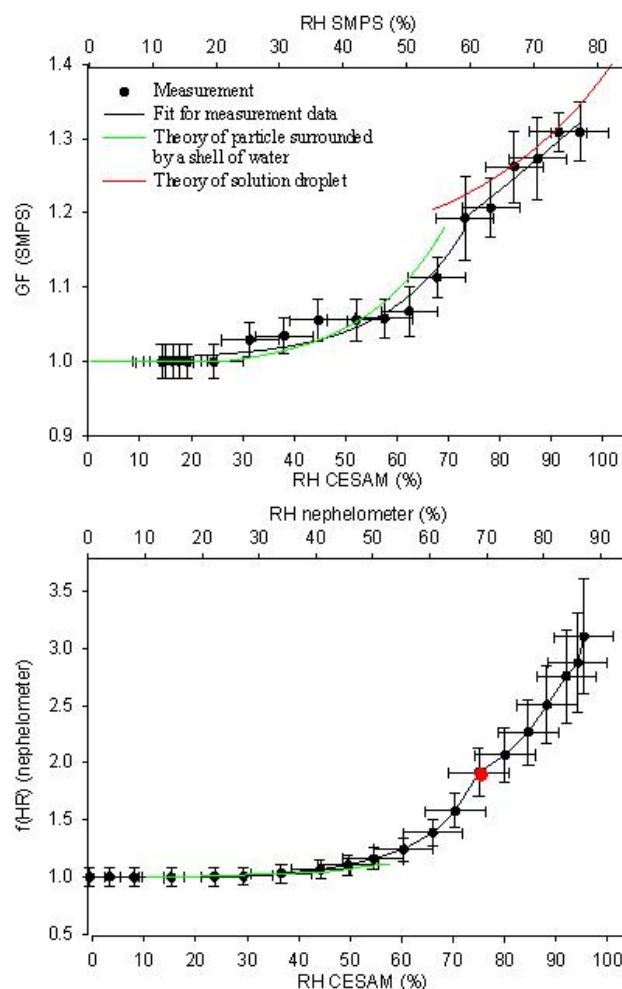 RH SMPS (%)
0 10 20 30 40 50 60 70 80
1.4
1.3
1.2
1.1
1.0
0.9
GF (SMPS)
Measurement
Fit for measurement data
Theory of particle surrounded
by a shell of water
Theory of solution droplet
0 10 20 30 40 50 60 70 80 90 100
RH CESAM (%)
RH nephelometer (%)
0 10 20 30 40 50 60 70 80 90
3.5
3.0
2.5
2.0
1.5
1.0
0.5
f(HR) (nephelometer)
0 10 20 30 40 50 60 70 80 90 100
RH CESAM (%)